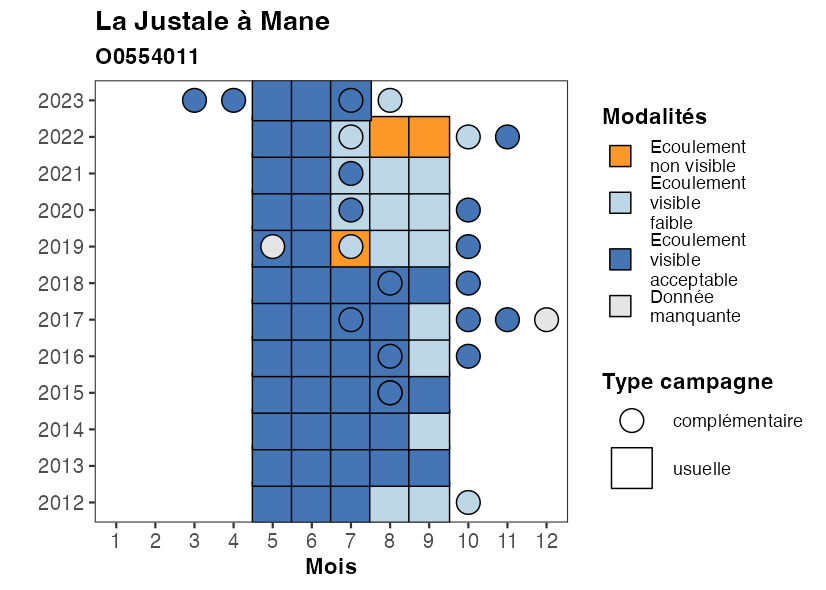 La Justale à Mane
O0554011
2023
2022
2021
2020
2019
2018
2017
2016
2015
2014
2013
2012
1 2 3 4 5 6 7 8 9 10 11 12
Mois
Modalités
Ecoulement
non visible
Ecoulement
visible
faible
Ecoulement
visible
acceptable
Donnée
manquante
Type campagne
complémentaire
usuelle